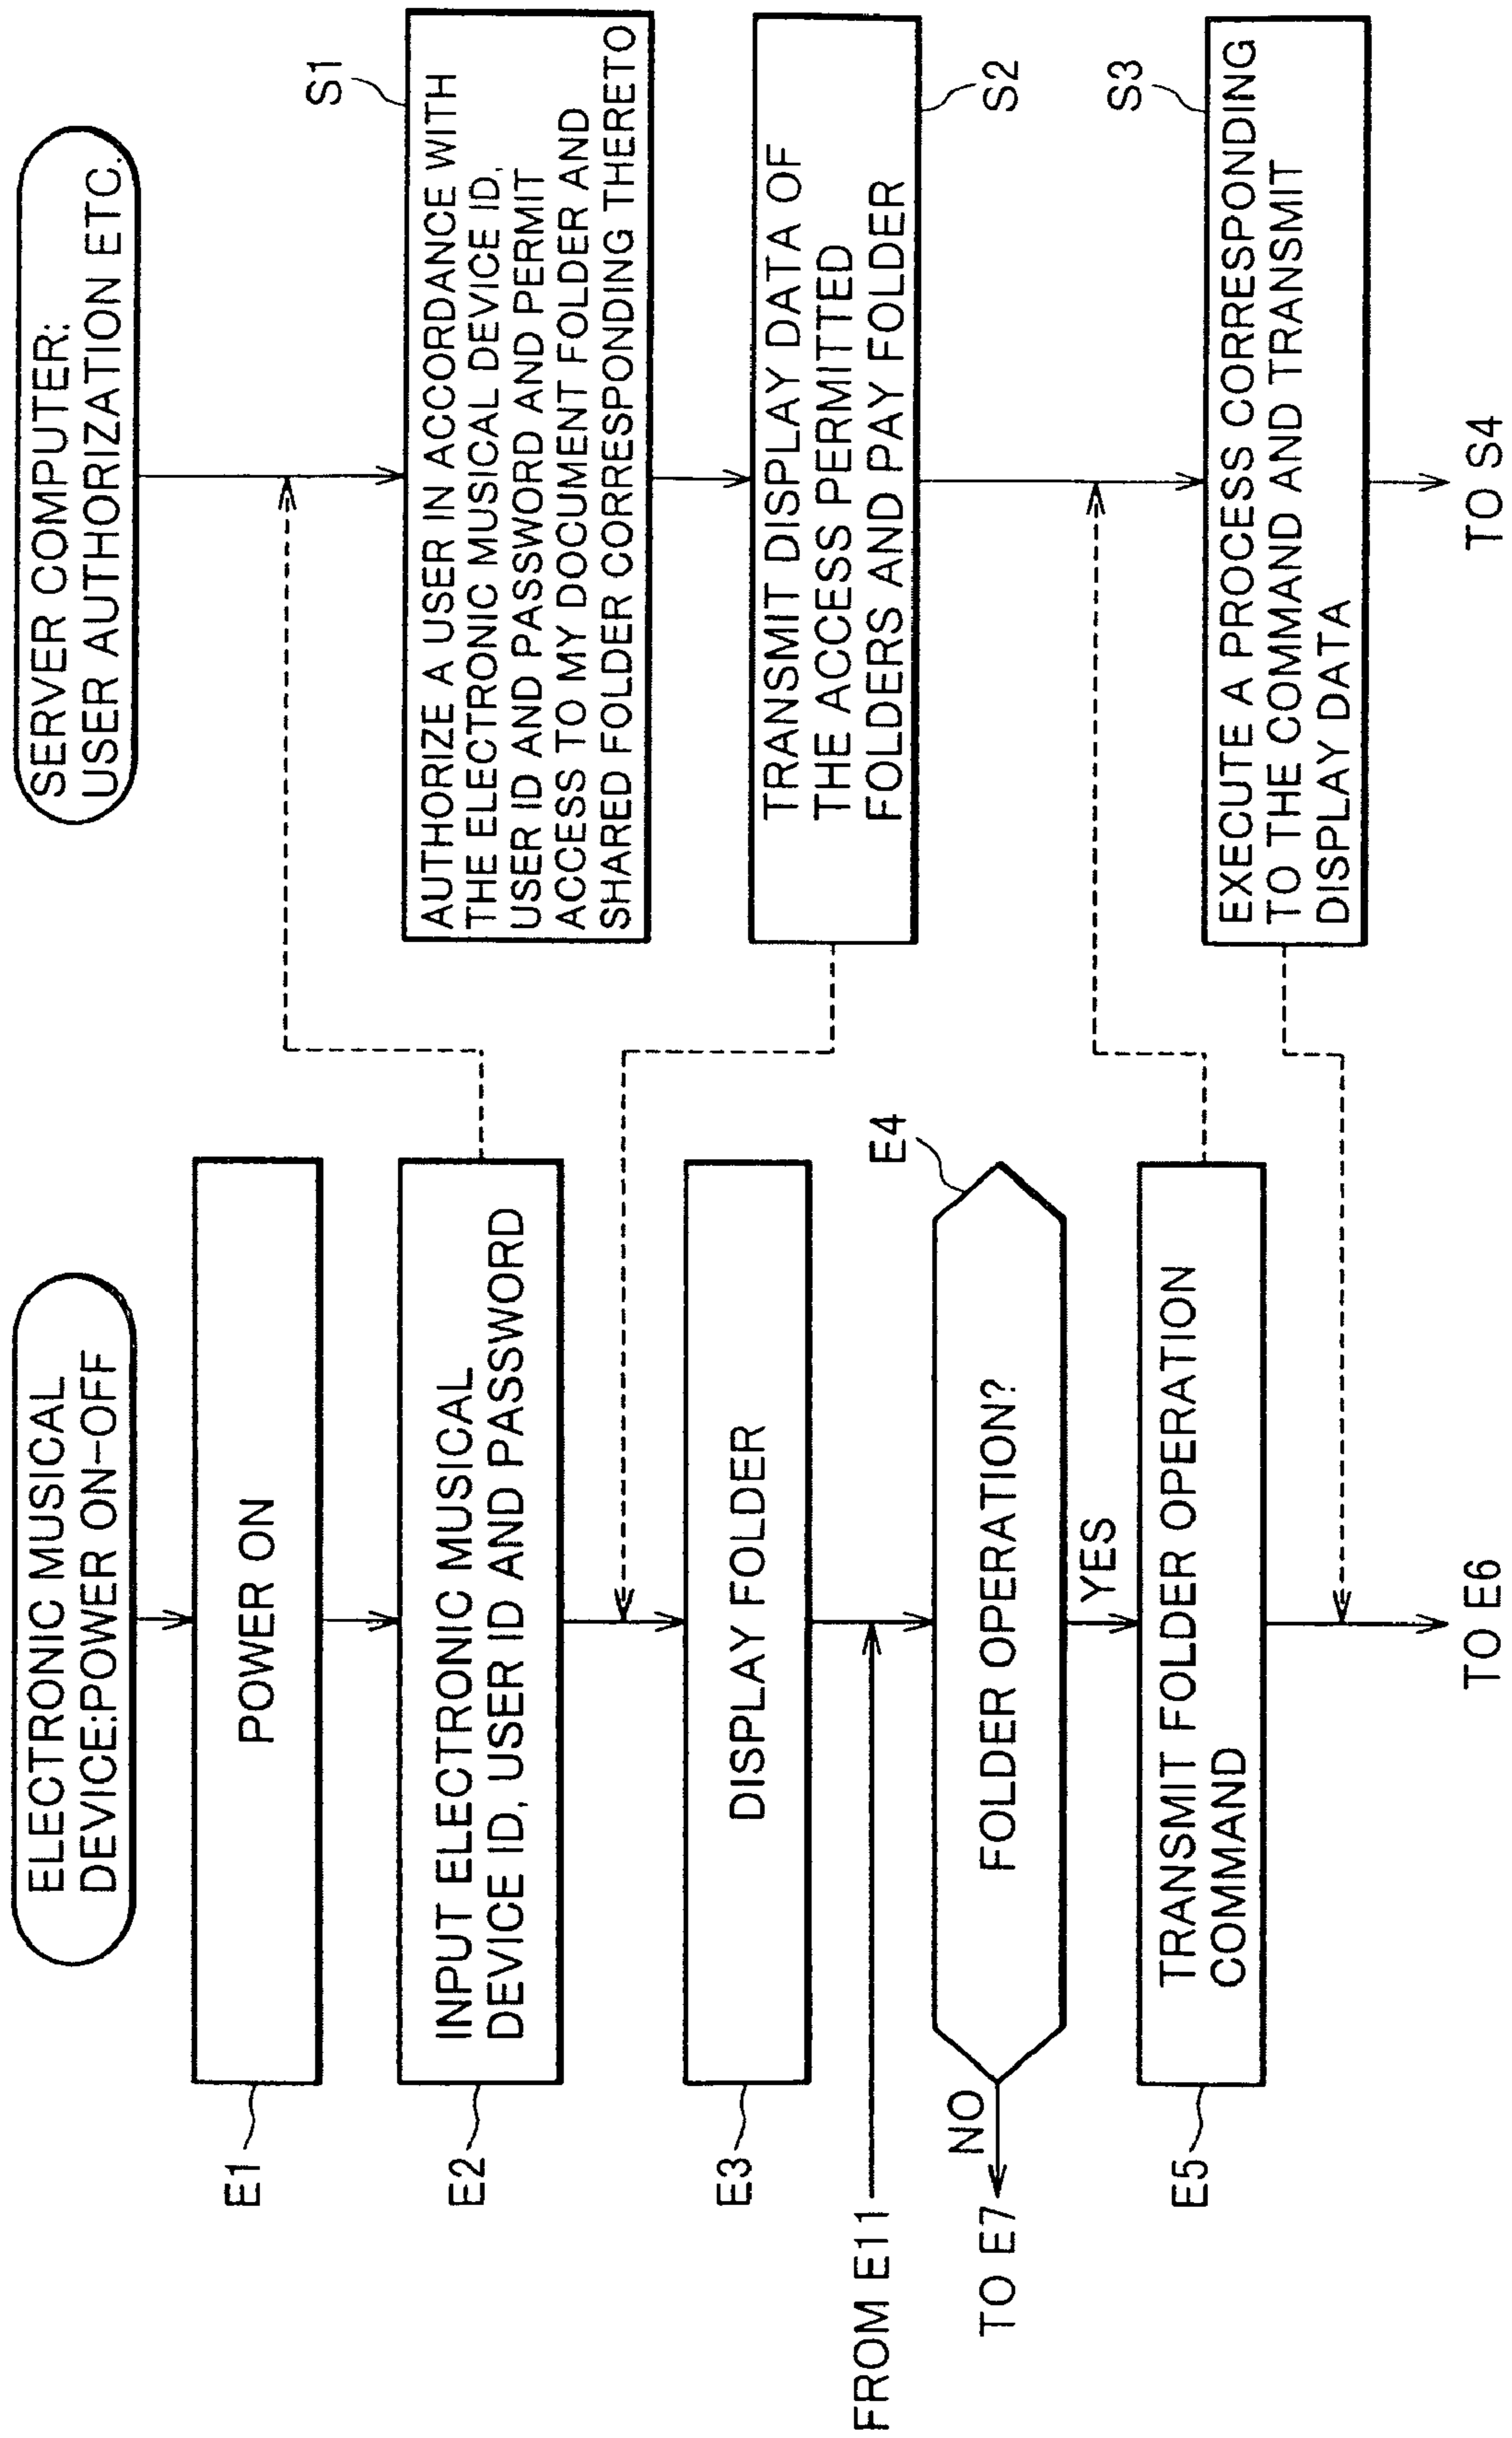 ELECTRONIC MUSICAL
DEVICE:POWER ON-OFF
E1
POWER ON
E2
INPUT ELECTRONIC MUSICAL
DEVICE ID, USER ID AND PASSWORD
E3
DISPLAY FOLDER
FROM E11
E4
FOLDER OPERATION?
NO
TO E7
YES
E5
TRANSMIT FOLDER OPERATION
COMMAND
TO E6
SERVER COMPUTER:
USER AUTHORIZATION ETC.
S1
AUTHORIZE A USER IN ACCORDANCE WITH
THE ELECTRONIC MUSICAL DEVICE ID,
USER ID AND PASSWORD AND PERMIT
ACCESS TO MY DOCUMENT FOLDER AND
SHARED FOLDER CORRESPONDING THERETO
S2
TRANSMIT DISPLAY DATA OF
THE ACCESS PERMITTED
FOLDERS AND PAY FOLDER
S3
EXECUTE A PROCESS CORRESPONDING
TO THE COMMAND AND TRANSMIT
DISPLAY DATA
TO S4